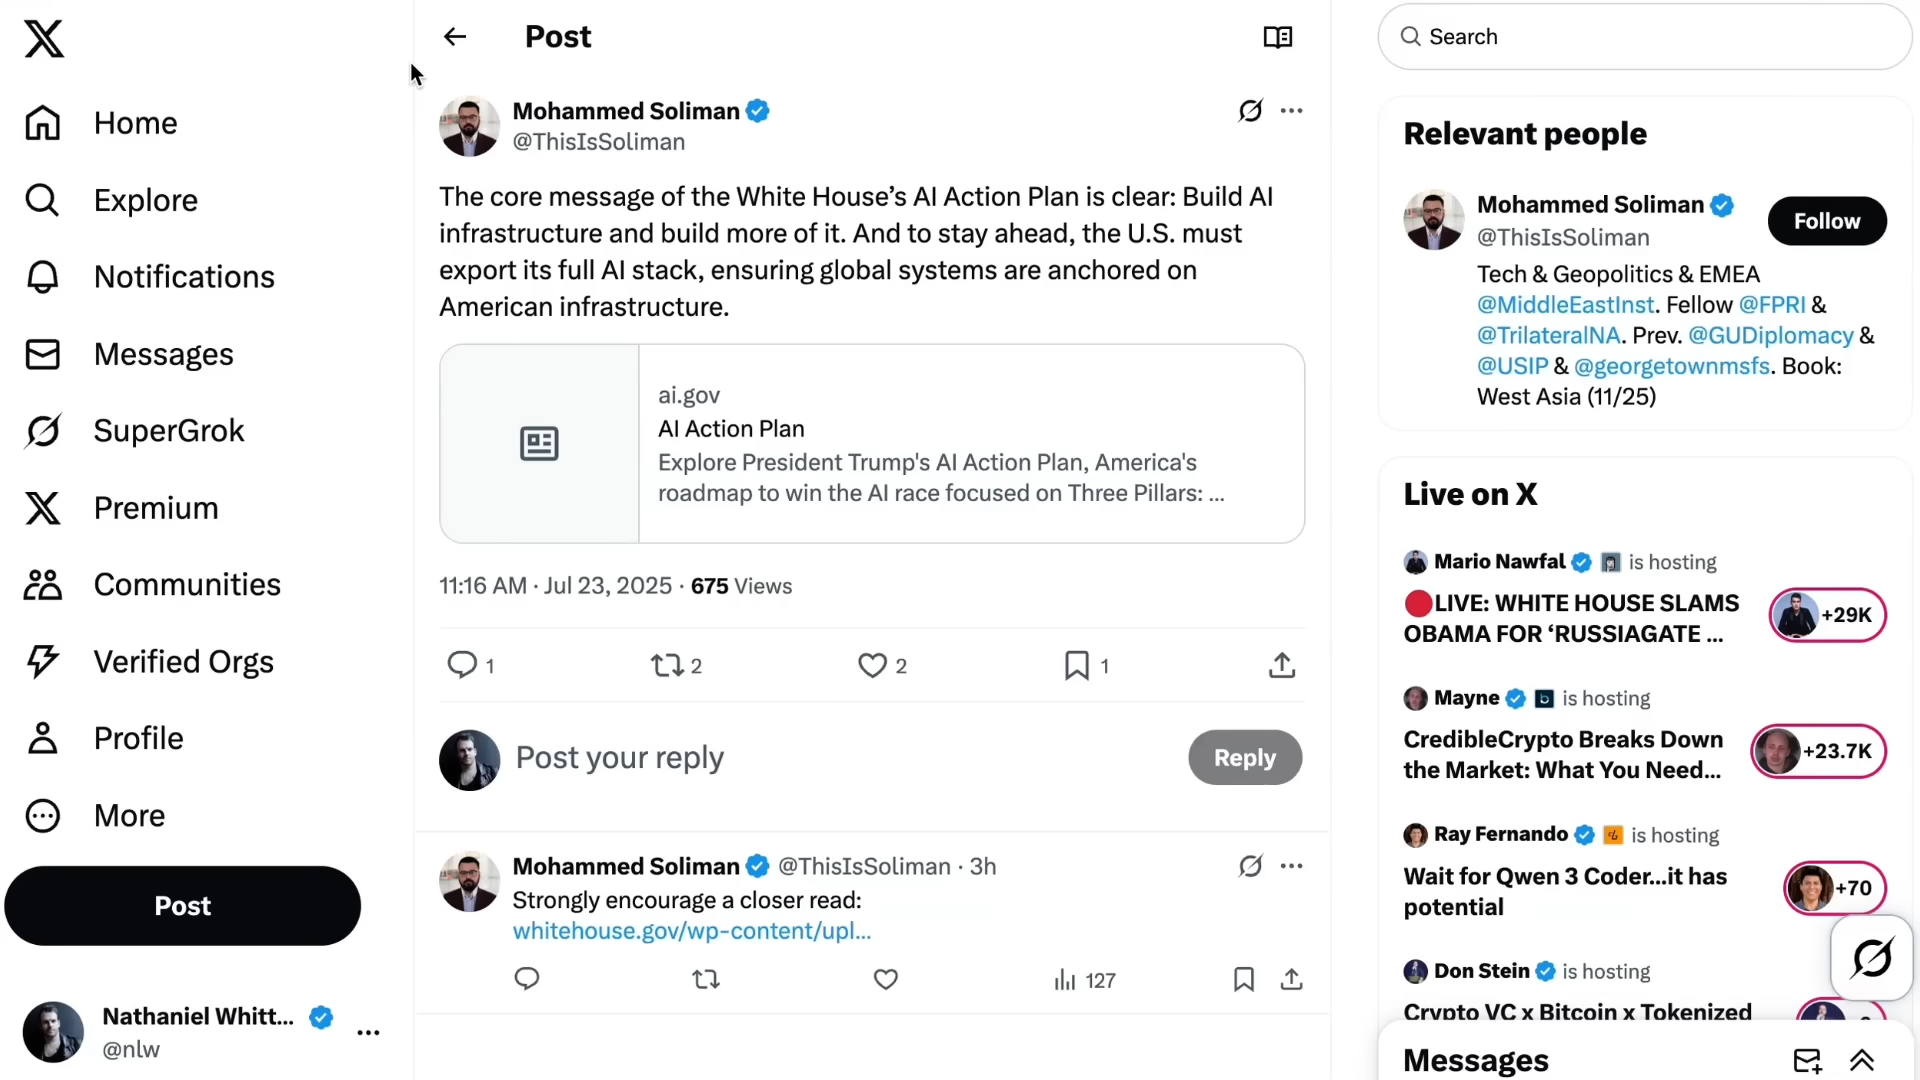 Home
Explore
Notifications
Messages
SuperGrok
Premium
Communities
Verified Orgs
Profile
More
Post
Nathaniel Whitt...
@nlw
Post
Mohammed Soliman
@ThisIsSoliman
The core message of the White House’s AI Action Plan is clear: Build AI
infrastructure and build more of it. And to stay ahead, the U.S. must
export its full AI stack, ensuring global systems are anchored on
American infrastructure.
ai.gov
AI Action Plan
Explore President Trump's AI Action Plan, America's
roadmap to win the AI race focused on Three Pillars: ...
11:16 AM · Jul 23, 2025 · 675 Views
1 2 2 1
Post your reply
Reply
Mohammed Soliman @ThisIsSoliman · 3h
Strongly encourage a closer read:
whitehouse.gov/wp-content/upl...
127
Search
Relevant people
Mohammed Soliman
@ThisIsSoliman
Follow
Tech & Geopolitics & EMEA
@MiddleEastInst. Fellow @FPRI &
@TrilateralNA. Prev. @GUDiplomacy &
@USIP & @georgetownmsfs. Book:
West Asia (11/25)
Live on X
Mario Nawfal is hosting
LIVE: WHITE HOUSE SLAMS
OBAMA FOR ‘RUSSIAGATE ...
+29K
Mayne is hosting
CredibleCrypto Breaks Down
the Market: What You Need...
+23.7K
Ray Fernando is hosting
Wait for Qwen 3 Coder...it has
potential
+70
Don Stein is hosting
Crypto VC x Bitcoin x Tokenized
Messages